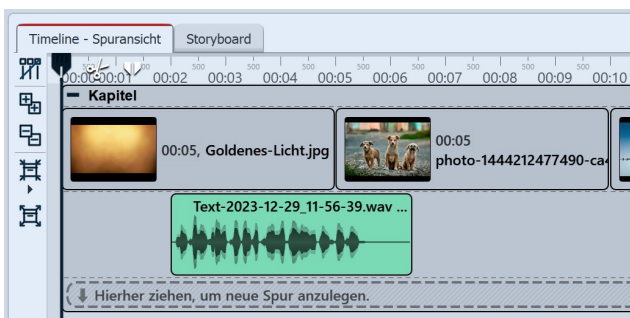 Timeline - Spuransicht
Storyboard
500 500 500 500 500 500 500 500
00:00 00:01 00:02 00:03 00:04 00:05 00:06 00:07 00:08 00:09 00:10
Kapitel
00:05, Goldenes-Licht.jpg
00:05
photo-1444212477490-ca
Text-2023-12-29_11-56-39.wav ...
Hierher ziehen, um neue Spur anzulegen.